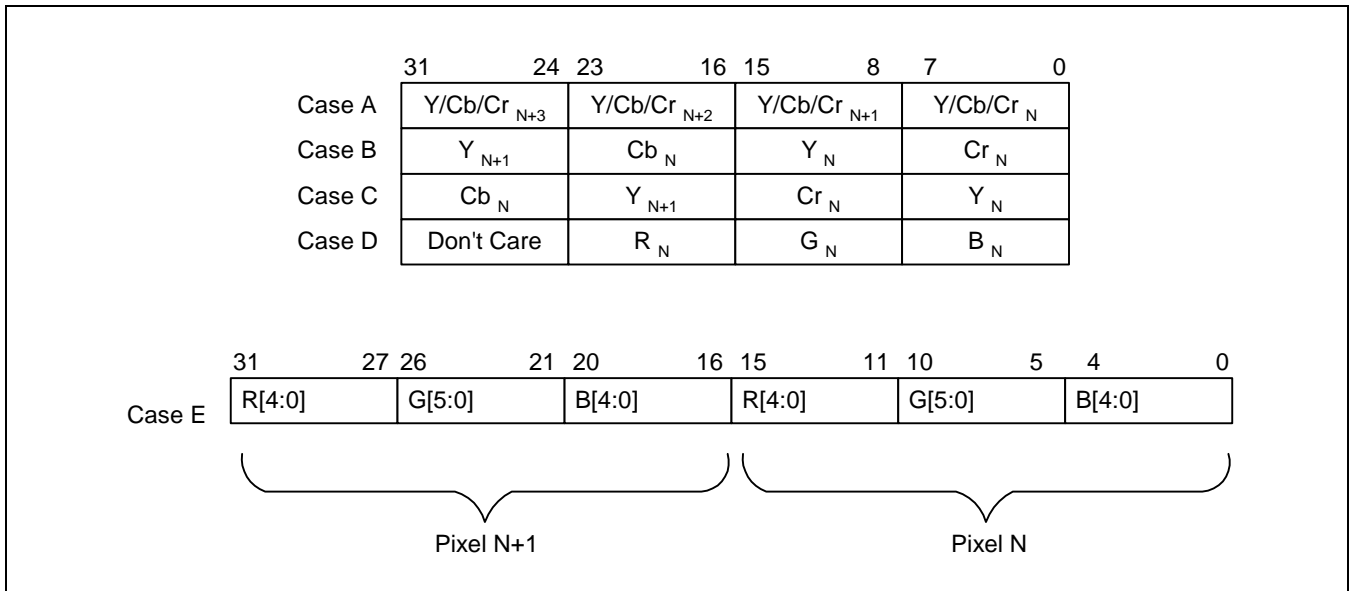 31 24 23 16 15 8 7 0
Case A Y/Cb/Cr N+3 Y/Cb/Cr N+2 Y/Cb/Cr N+1 Y/Cb/Cr N
Case B Y N+1 Cb N Y N Cr N
Case C Cb N Y N+1 Cr N Y N
Case D Don't Care R N G N B N
31 27 26 21 20 16 15 11 10 5 4 0
Case E R[4:0] G[5:0] B[4:0] R[4:0] G[5:0] B[4:0]
Pixel N+1 Pixel N